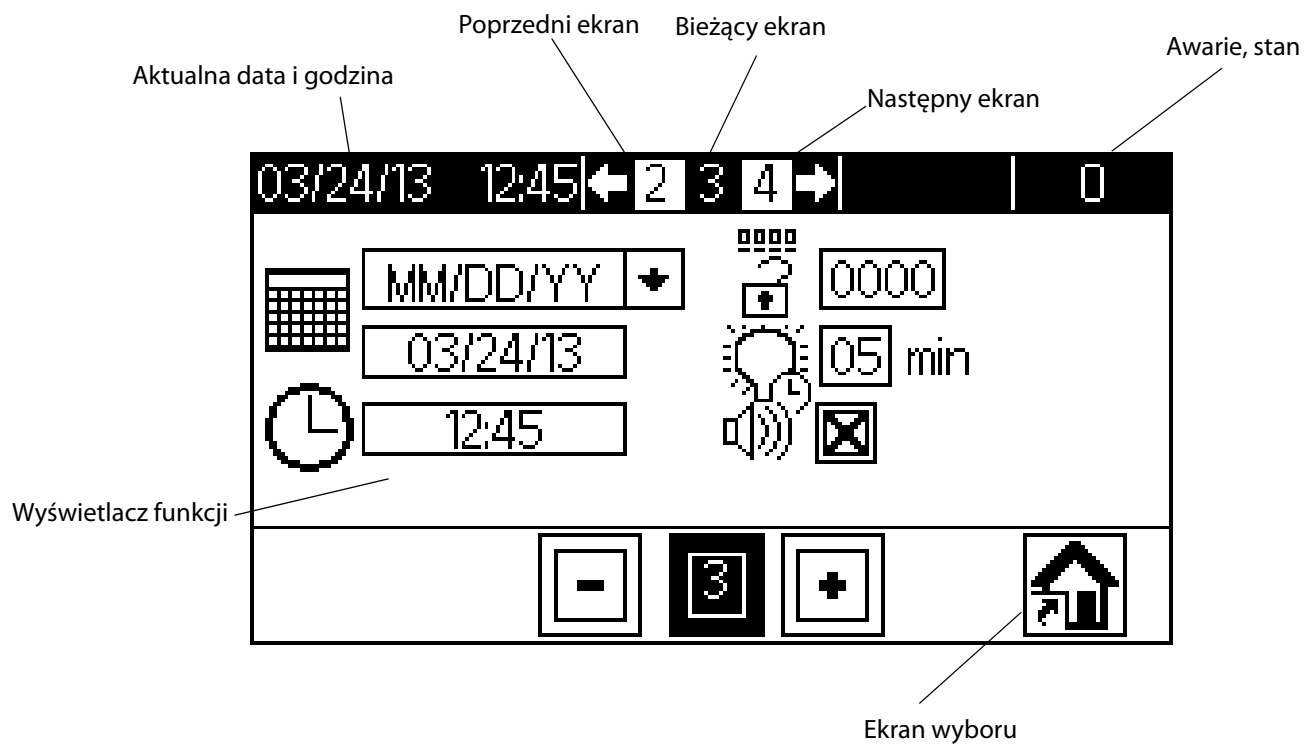 Poprzedni ekran
Bieżący ekran
Awarie, stan
Aktualna data i godzina
Następny ekran
03/24/13 12:45 2 3 4 0
MM/DD/YY
0000
0000
03/24/13
05 min
12:45
Wyświetlacz funkcji
- 3 +
Ekran wyboru